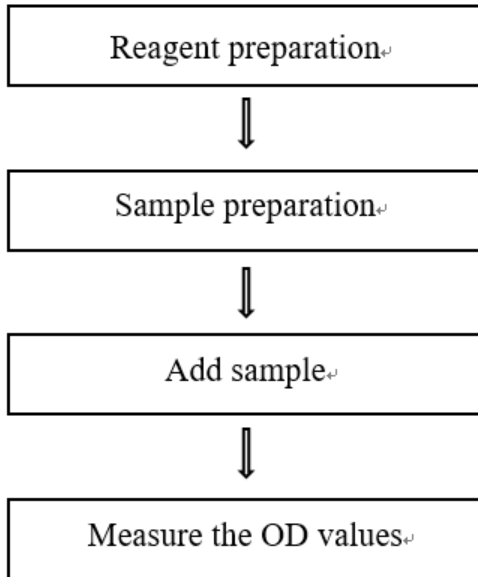 Reagent preparation
Sample preparation
Add sample
Measure the OD values